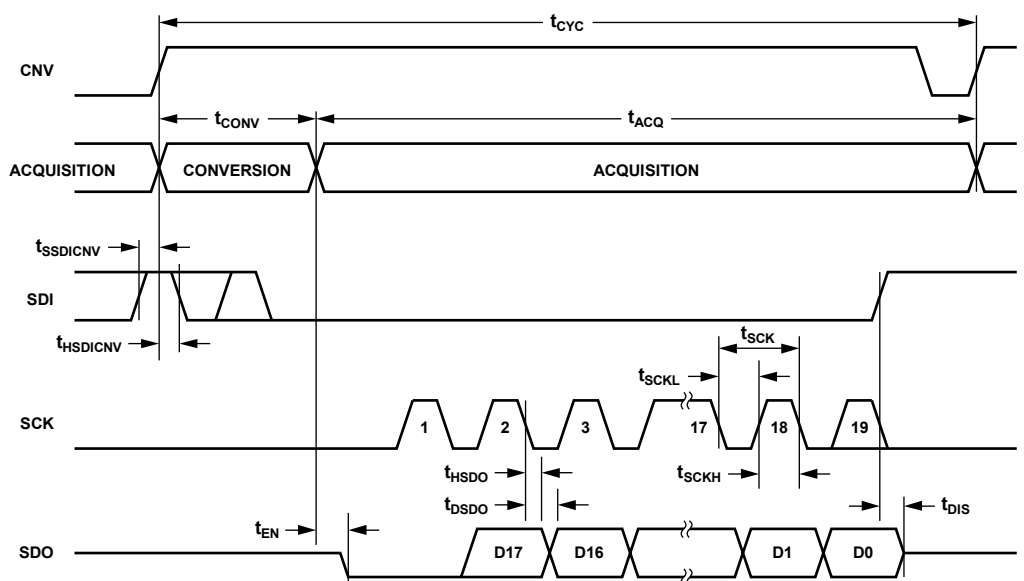 tCYC
CNV
tCONV
tACQ
ACQUISITION
CONVERSION
ACQUISITION
tSSDICNV
SDI
tHSDICNV
tSCK
tSCKL
SCK
1
2
3
17
18
19
tHSDO
tSCKH
tDSDO
tDIS
tEN
SDO
D17
D16
D1
D0